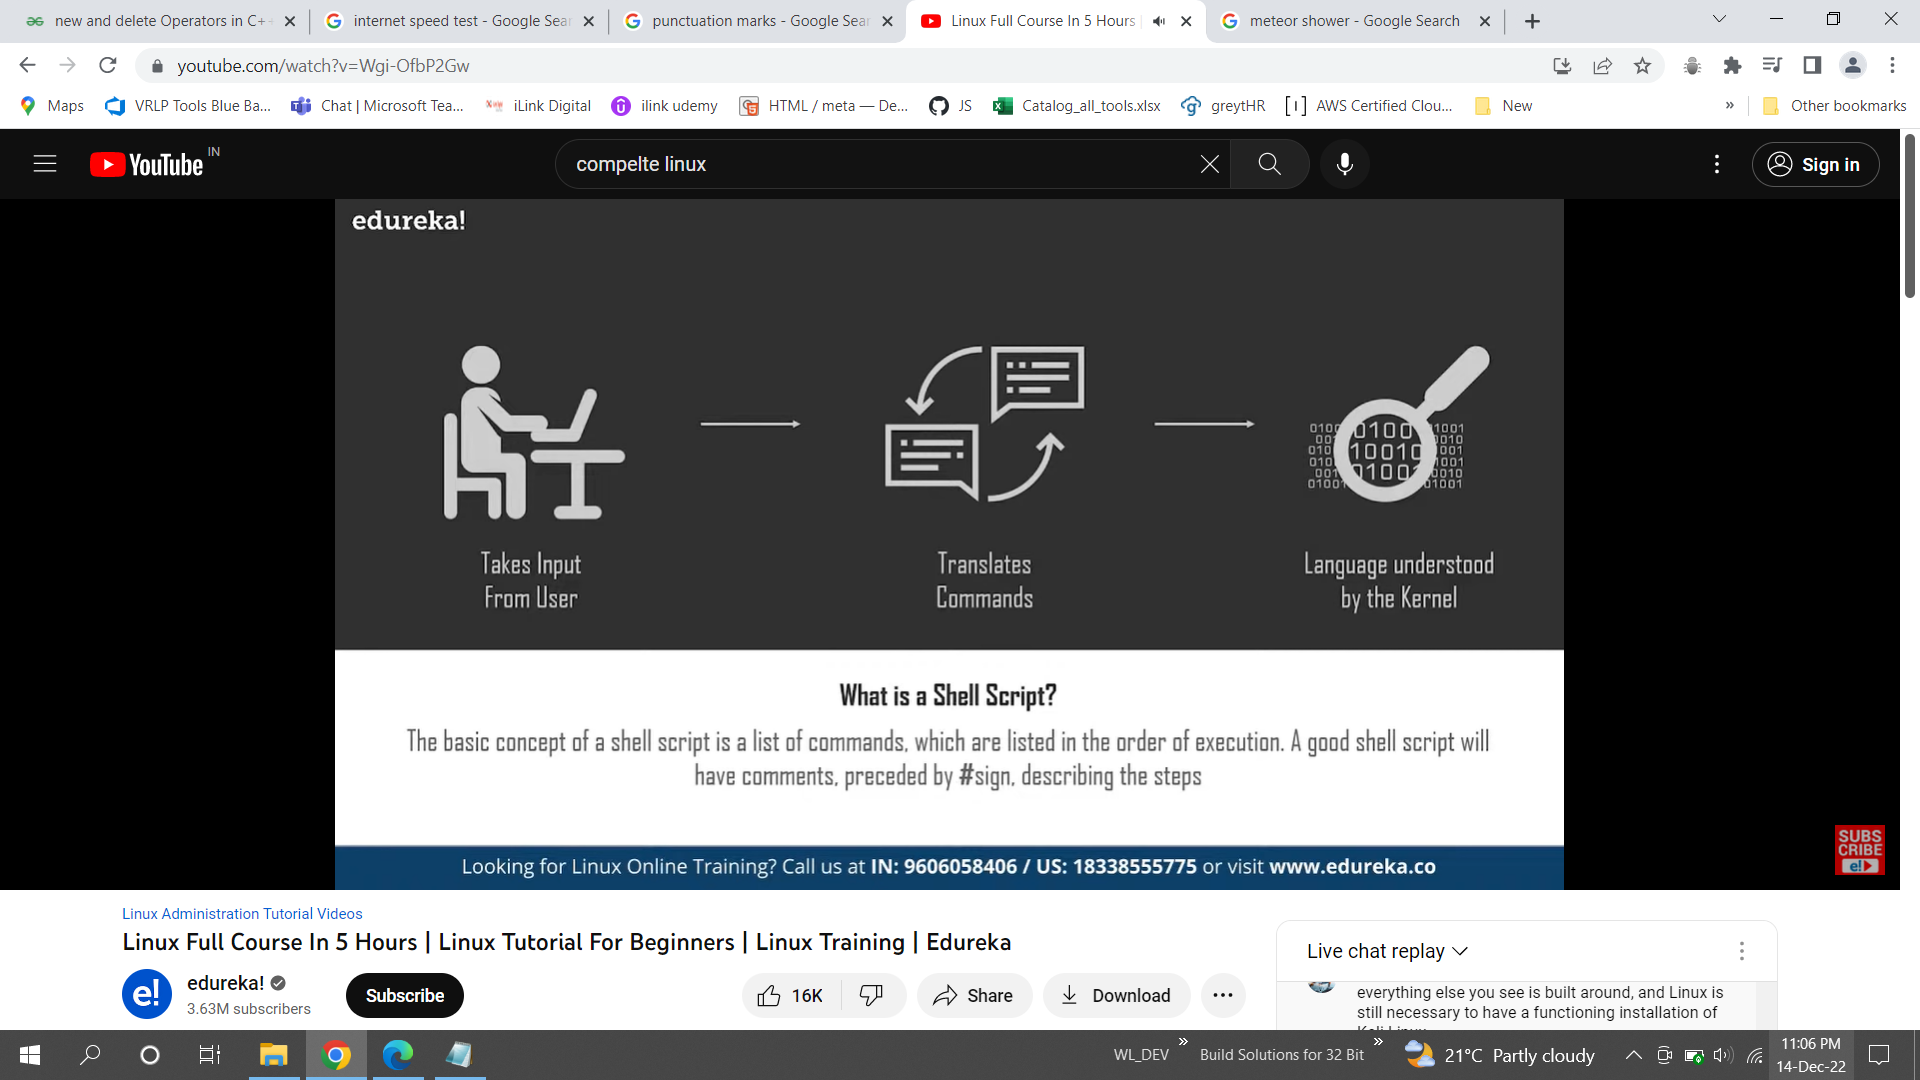 new and delete Operators in C+
internet speed test - Google Sear
punctuation marks - Google Sear
Linux Full Course In 5 Hours
meteor shower - Google Search
youtube.com/watch?v=Wgi-OfbP2Gw
Maps
VRLP Tools Blue Ba...
Chat | Microsoft Tea...
iLink Digital
ilink udemy
HTML / meta — De...
JS
Catalog_all_tools.xlsx
greytHR
AWS Certified Clou...
New
»
Other bookmarks
YouTube IN
compelte linux
Sign in
edureka!
Takes Input
From User
Translates
Commands
Language understood
by the Kernel
What is a Shell Script?
The basic concept of a shell script is a list of commands, which are listed in the order of execution. A good shell script will
have comments, preceded by #sign, describing the steps
SUBS
CRIBE
e!
Looking for Linux Online Training? Call us at IN: 9606058406 / US: 18338555775 or visit www.edureka.co
Linux Administration Tutorial Videos
Linux Full Course In 5 Hours | Linux Tutorial For Beginners | Linux Training | Edureka
e!
edureka!
3.63M subscribers
Subscribe
16K
Share
Download
Live chat replay
everything else you see is built around, and Linux is
still necessary to have a functioning installation of
Kali Linux
WL_DEV »
Build Solutions for 32 Bit »
21°C Partly cloudy
11:06 PM
14-Dec-22